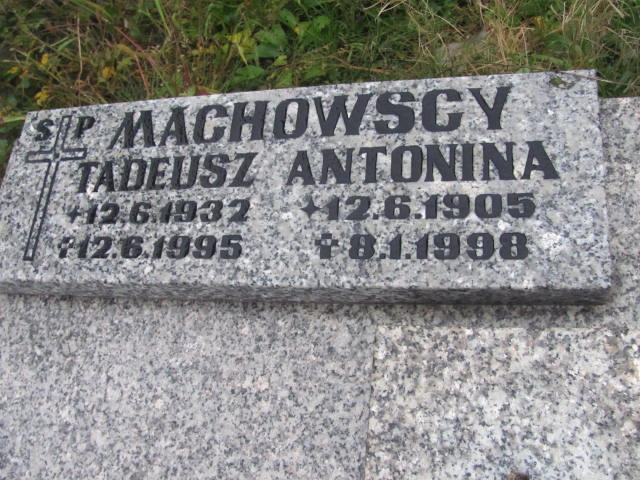 S P MACHOWSCY
TADEUSZ ANTONINA
12.6.1932 12.6.1905
12.6.1995 8.1.1998